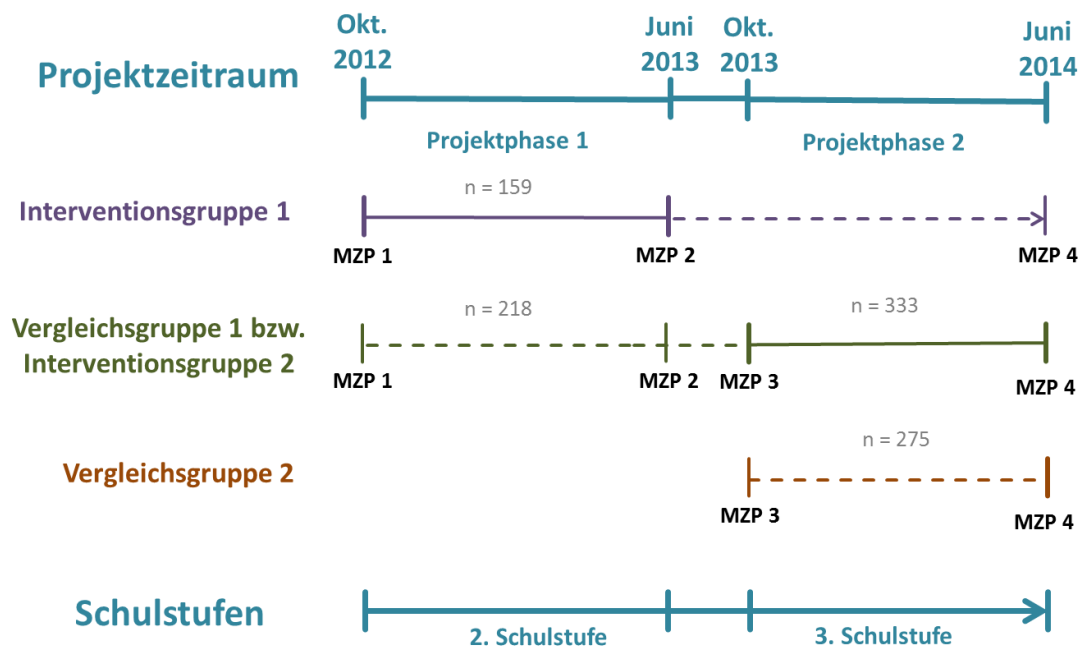 Okt.
2012
Juni
2013
Okt.
2013
Juni
2014
Projektzeitraum
Projektphase 1
Projektphase 2
n = 159
Interventionsgruppe 1
MZP 1
MZP 2
MZP 4
n = 218
n = 333
Vergleichsgruppe 1 bzw.
Interventionsgruppe 2
MZP 1
MZP 2
MZP 3
MZP 4
n = 275
Vergleichsgruppe 2
MZP 3
MZP 4
Schulstufen
2. Schulstufe
3. Schulstufe